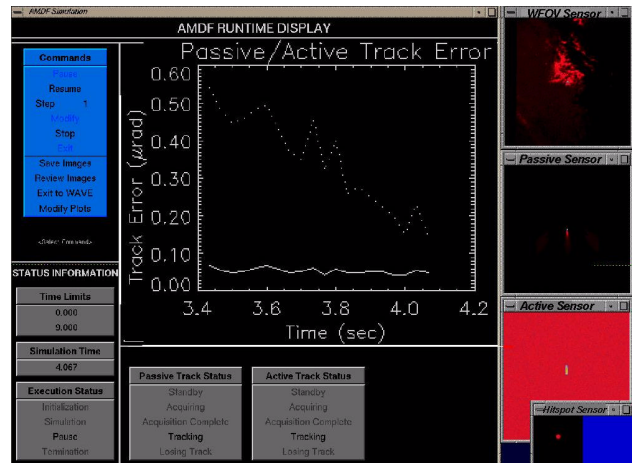 AMDF Simulation
AMDF RUNTIME DISPLAY
Commands
Pause
Resume
Step 1
Modify
Stop
Exit
Save Images
Review Images
Exit to WAVE
Modify Plots
<Select Command>
STATUS INFORMATION
Time Limits
0.000
9.000
Simulation Time
4.067
Execution Status
Initialization
Simulation
Pause
Termination
Passive/Active Track Error
Track Error (μrad)
0.60
0.50
0.40
0.30
0.20
0.10
0.00
3.4
3.6
3.8
4.0
4.2
Time (sec)
Passive Track Status
Standby
Acquiring
Acquisition Complete
Tracking
Losing Track
Active Track Status
Standby
Acquiring
Acquisition Complete
Tracking
Losing Track
WFOV Sensor
Passive Sensor
Active Sensor
Hitspot Sensor